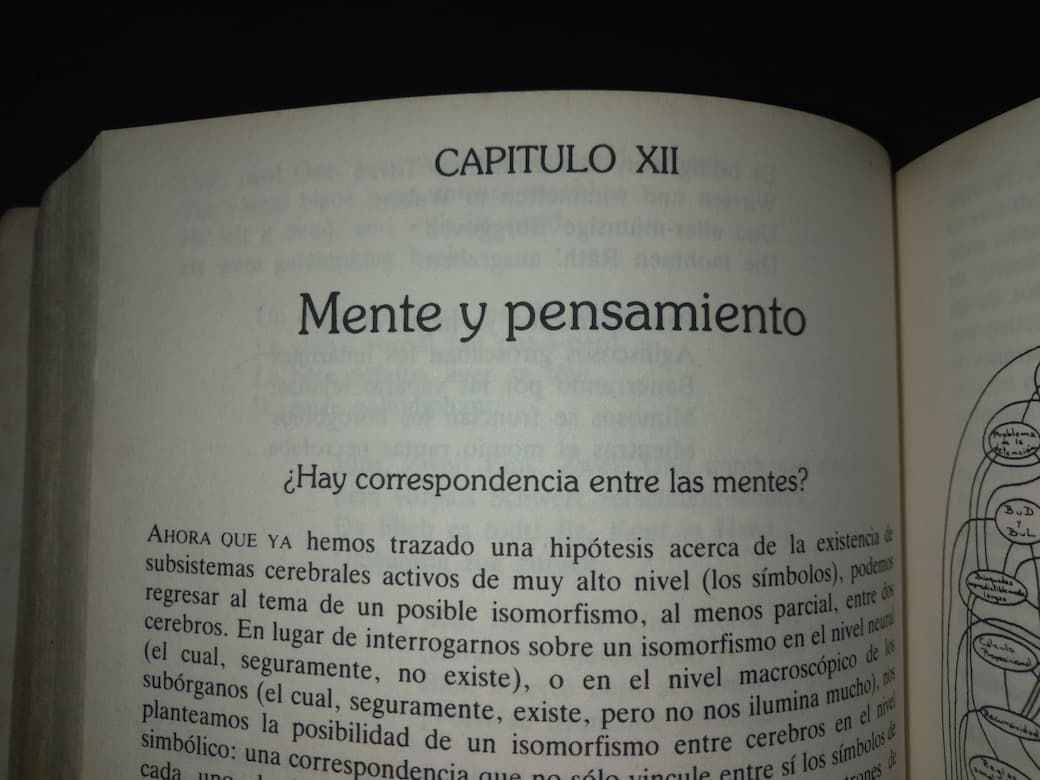 CAPITULO XII
Mente y pensamiento
¿Hay correspondencia entre las mentes?
AHORA QUE YA hemos trazado una hipótesis acerca de la existencia de
subsistemas cerebrales activos de muy alto nivel (los símbolos), podemos
regresar al tema de un posible isomorfismo, al menos parcial, entre dos
cerebros. En lugar de interrogarnos sobre un isomorfismo en el nivel neural
(el cual, seguramente, no existe), o en el nivel macroscópico de los
subórganos (el cual, seguramente, existe, pero no nos ilumina mucho), nos
planteamos la posibilidad de un isomorfismo entre cerebros en el nivel
simbólico: una correspondencia que no sólo vincule entre sí los símbolos de
cada uno
Problema
de la
detención
BuD
y
Cálculo
Proposicional
Recursividad